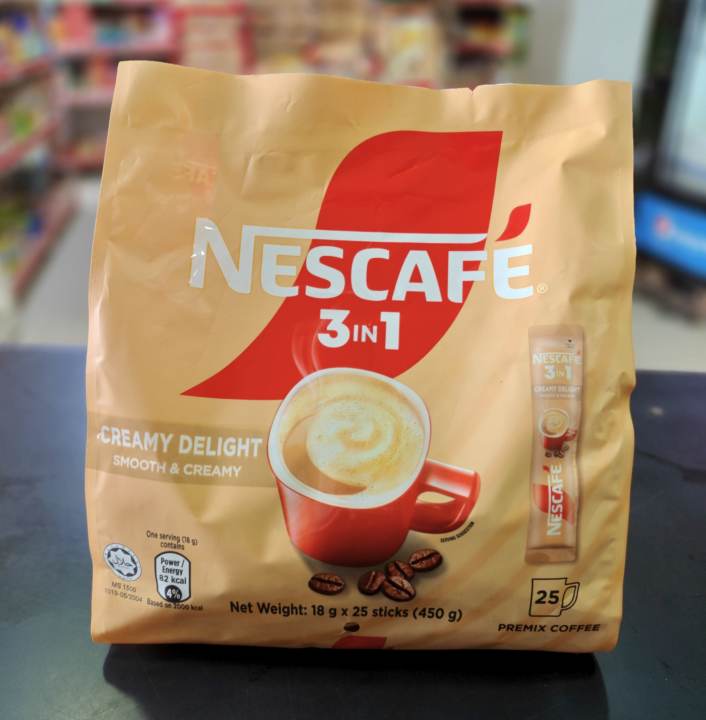 NESCAFÉ®
3IN1
NESCAFÉ
3IN1
CREAMY DELIGHT
CREAMY DELIGHT
SMOOTH & CREAMY
NESCAFÉ
SERVING SUGGESTION
One serving (18 g)
contains
Power/
Energy
82 kcal
4%
Based on 2000 kcal
MS 1500
Net Weight: 18 g x 25 sticks (450 g)
25
PREMIX COFFEE